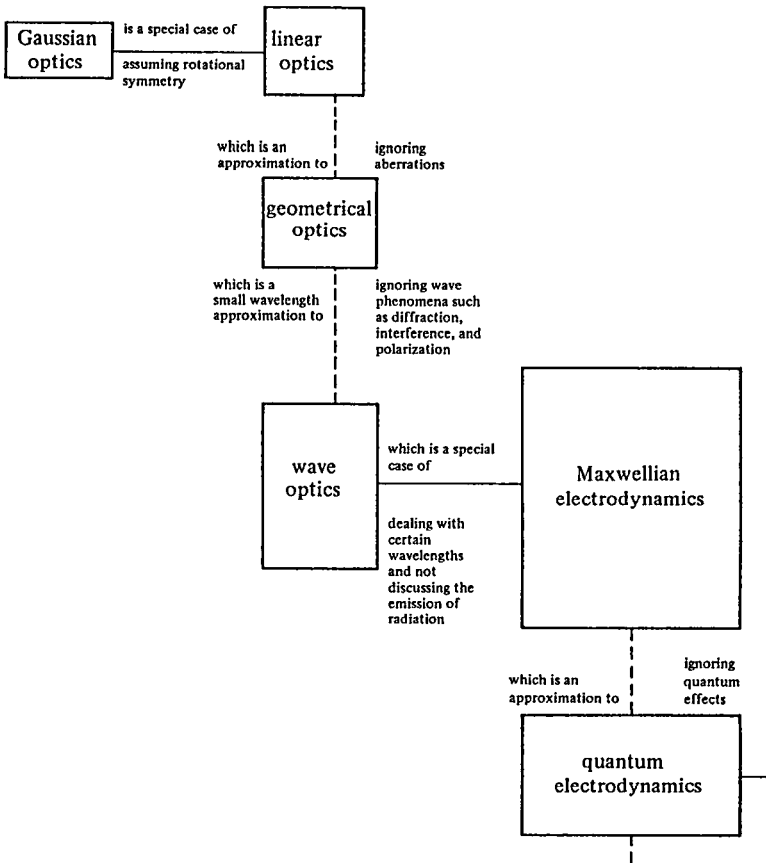 Gaussian
optics
is a special case of
assuming rotational
symmetry
linear
optics
which is an
approximation to
ignoring
aberrations
geometrical
optics
which is a
small wavelength
approximation to
ignoring wave
phenomena such
as diffraction,
interference, and
polarization
wave
optics
which is a special
case of
dealing with
certain
wavelengths
and not
discussing the
emission of
radiation
Maxwellian
electrodynamics
which is an
approximation to
ignoring
quantum
effects
quantum
electrodynamics